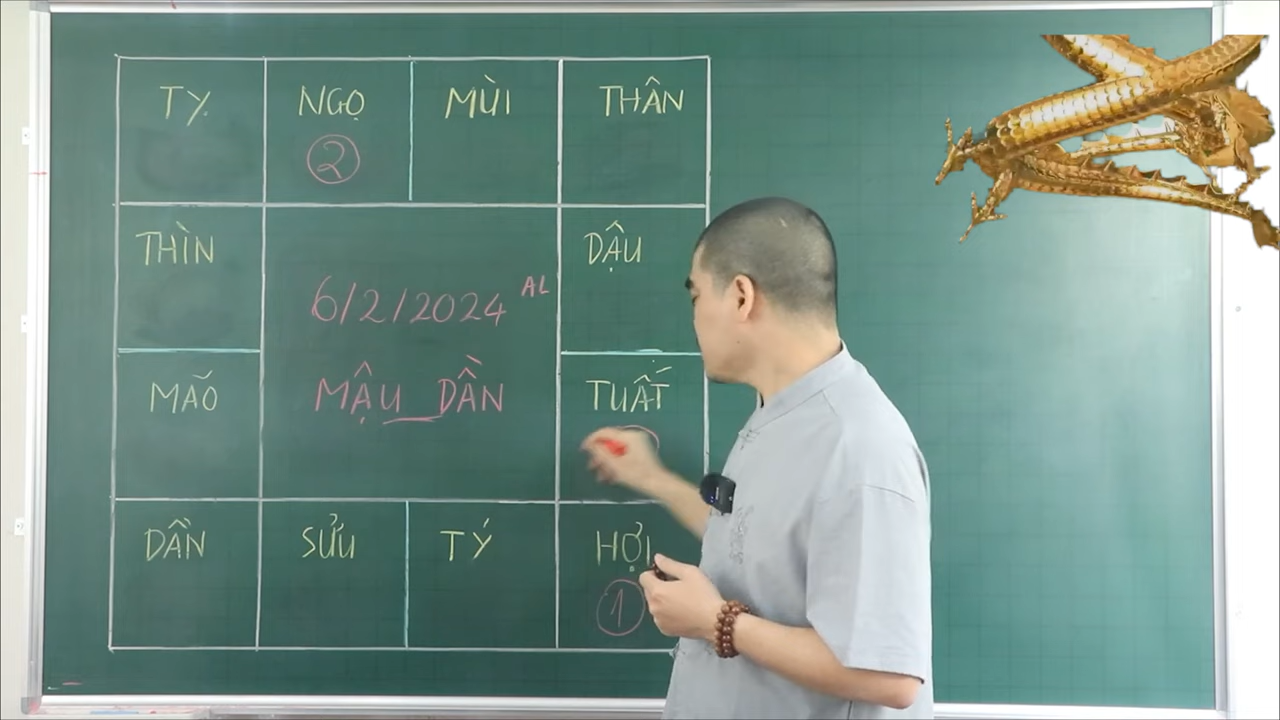 TỴ
NGỌ
MÙI
THÂN
②
THÌN
DẬU
6/2/2024 AL
MÃO
MẬU DẦN
TUẤT
DẦN
SỬU
TÝ
HỢI
①